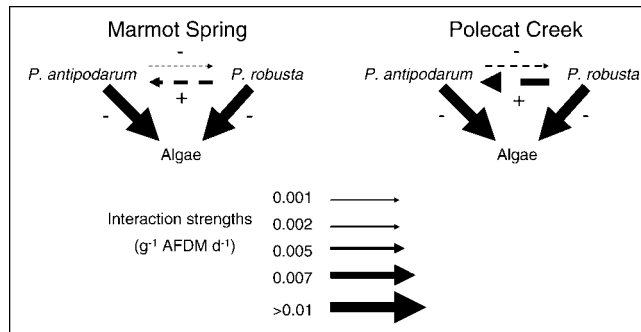 Marmot Spring
Polecat Creek
-
-
P. antipodarum
P. robusta
P. antipodarum
P. robusta
+
+
-
-
-
-
Algae
Algae
Interaction strengths
(g⁻¹ AFDM d⁻¹)
0.001
0.002
0.005
0.007
>0.01